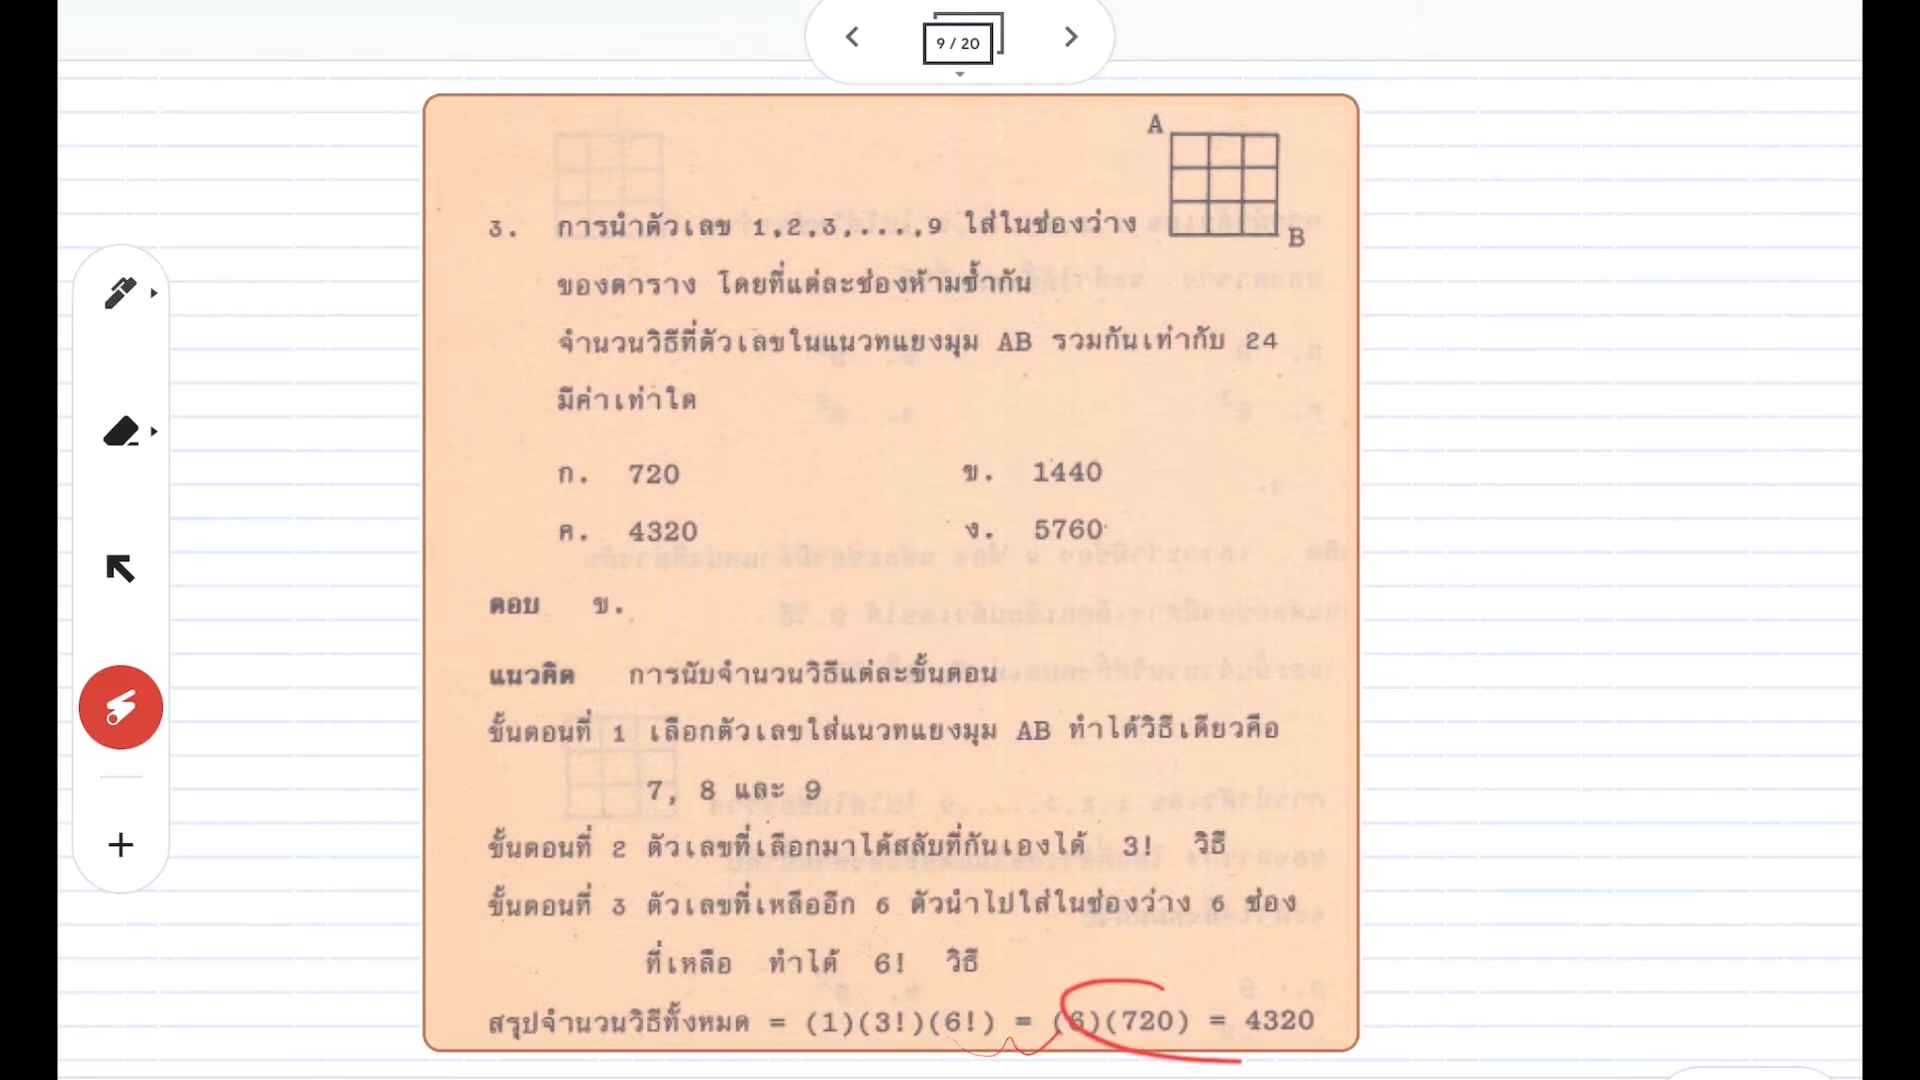 9 / 20
A
3. การนำตัวเลข 1,2,3,...,9 ใส่ในช่องว่าง
B
ของตาราง โดยที่แต่ละช่องห้ามซ้ำกัน
จำนวนวิธีที่ตัวเลขในแนวทแยงมุม AB รวมกันเท่ากับ 24
มีค่าเท่าใด
ก. 720 ข. 1440
ค. 4320 ง. 5760
ตอบ ข.
แนวคิด การนับจำนวนวิธีแต่ละขั้นตอน
ขั้นตอนที่ 1 เลือกตัวเลขใส่แนวทแยงมุม AB ทำได้วิธีเดียวคือ
7, 8 และ 9
ขั้นตอนที่ 2 ตัวเลขที่เลือกมาได้สลับที่กันเองได้ 3! วิธี
ขั้นตอนที่ 3 ตัวเลขที่เหลืออีก 6 ตัวนำไปใส่ในช่องว่าง 6 ช่อง
ที่เหลือ ทำได้ 6! วิธี
สรุปจำนวนวิธีทั้งหมด = (1)(3!)(6!) = (6)(720) = 4320